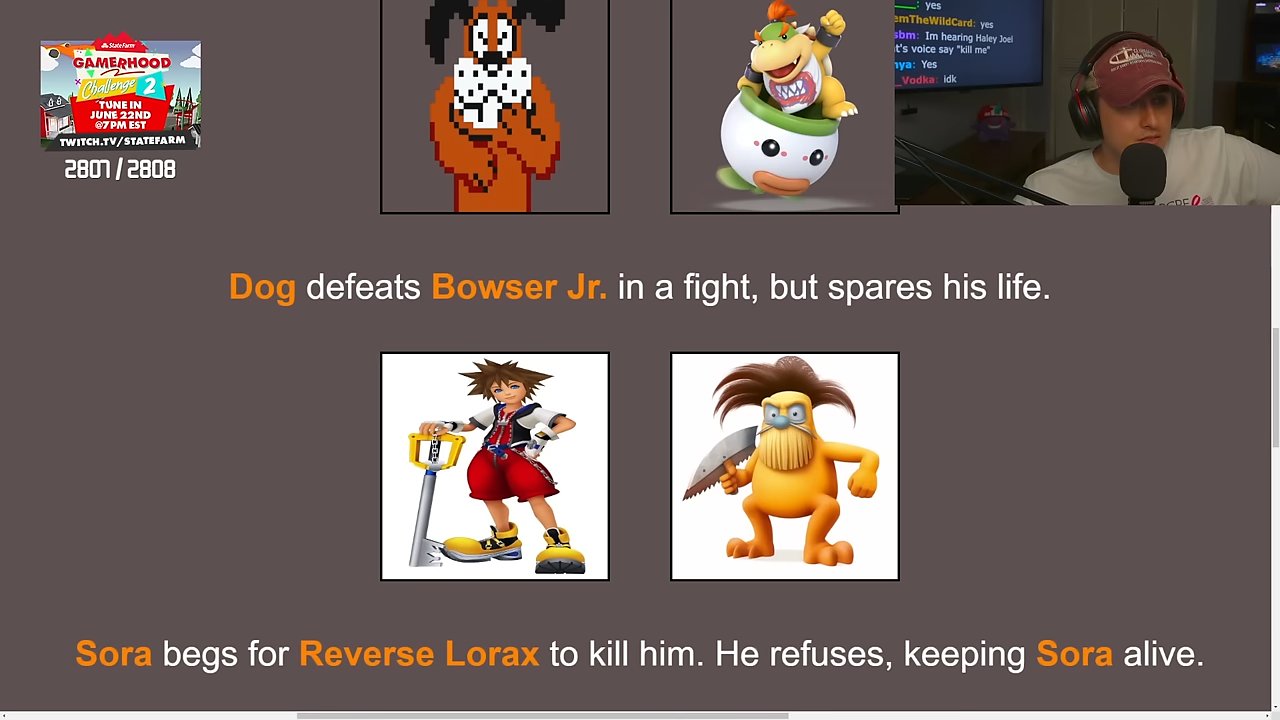 StateFarm
GAMERHOOD
Challenge 2
TUNE IN
JUNE 22ND
@7PM EST
TWITCH.TV/STATEFARM
2807 / 2808
: yes
emTheWildCard: yes
sbm: Im hearing Haley Joel
t's voice say "kill me"
nya: Yes
_Vodka: idk
Dog defeats Bowser Jr. in a fight, but spares his life.
Sora begs for Reverse Lorax to kill him. He refuses, keeping Sora alive.